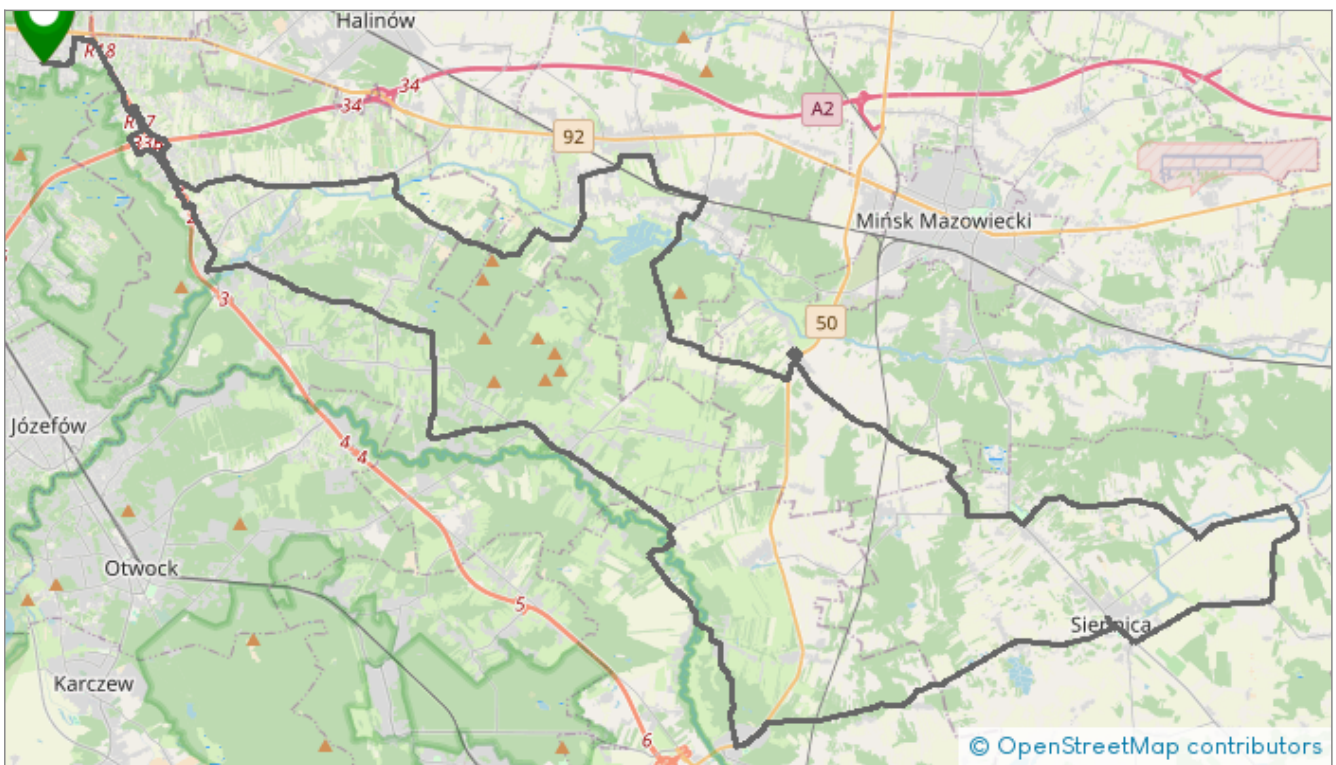 Halinów
R18
34
34
A2
R17
92
Mińsk Mazowiecki
2
50
3
Józefów
4
4
Otwock
5
Siennica
Karczew
6
© OpenStreetMap contributors